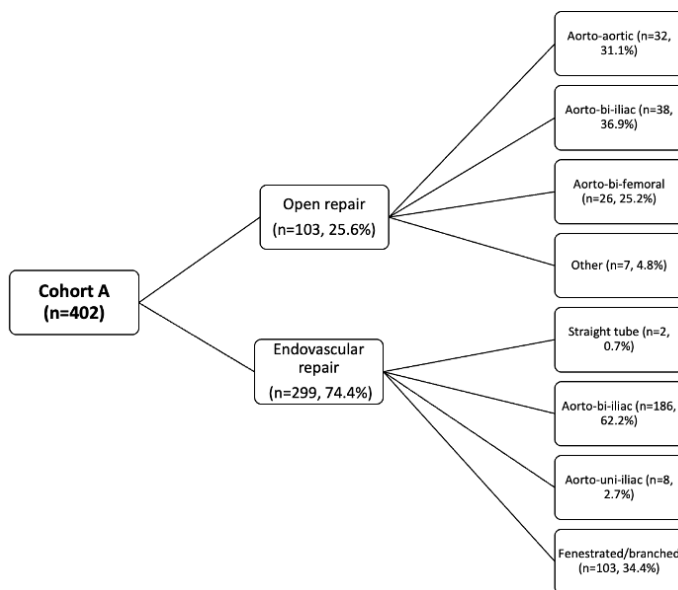 Cohort A
(n=402)
Open repair
(n=103, 25.6%)
Aorto-aortic (n=32,
31.1%)
Aorto-bi-iliac (n=38,
36.9%)
Aorto-bi-femoral
(n=26, 25.2%)
Other (n=7, 4.8%)
Endovascular
repair
(n=299, 74.4%)
Straight tube (n=2,
0.7%)
Aorto-bi-iliac (n=186,
62.2%)
Aorto-uni-iliac (n=8,
2.7%)
Fenestrated/branched
(n=103, 34.4%)